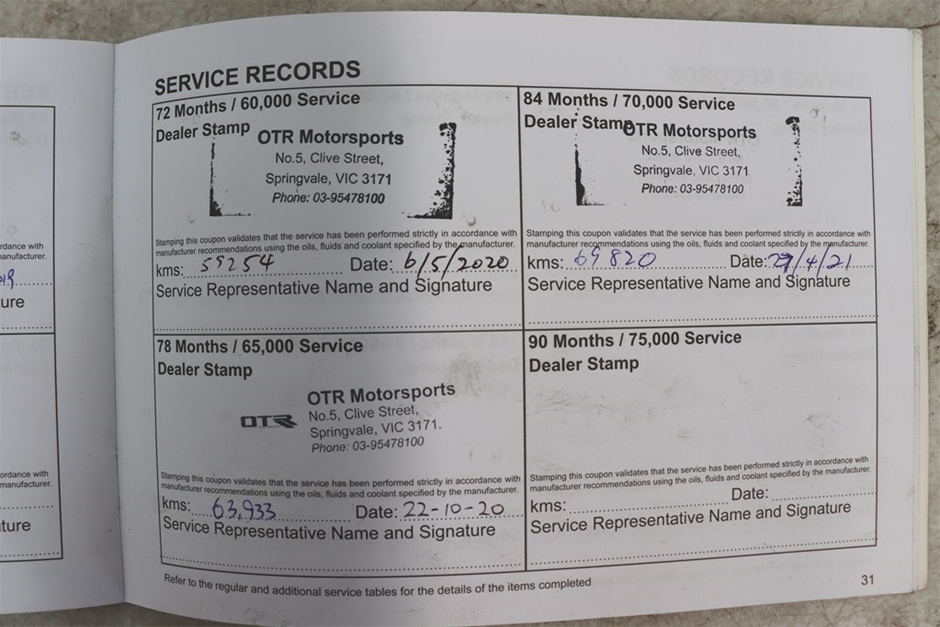 SERVICE RECORDS
72 Months / 60,000 Service
Dealer Stamp
OTR Motorsports
No.5, Clive Street,
Springvale, VIC 3171
Phone: 03-95478100
Stamping this coupon validates that the service has been performed strictly in accordance with
manufacturer recommendations using the oils, fluids and coolant specified by the manufacturer.
kms: 59254 Date: 6/5/2020
Service Representative Name and Signature
84 Months / 70,000 Service
Dealer Stamp
OTR Motorsports
No.5, Clive Street,
Springvale, VIC 3171
Phone: 03-95478100
Stamping this coupon validates that the service has been performed strictly in accordance with
manufacturer recommendations using the oils, fluids and coolant specified by the manufacturer.
kms: 69820 Date: 27/4/21
Service Representative Name and Signature
78 Months / 65,000 Service
Dealer Stamp
OTR
OTR Motorsports
No.5, Clive Street,
Springvale, VIC 3171.
Phone: 03-95478100
Stamping this coupon validates that the service has been performed strictly in accordance with
manufacturer recommendations using the oils, fluids and coolant specified by the manufacturer.
kms: 63,933 Date: 22-10-20
Service Representative Name and Signature
90 Months / 75,000 Service
Dealer Stamp
Stamping this coupon validates that the service has been performed strictly in accordance with
manufacturer recommendations using the oils, fluids and coolant specified by the manufacturer.
kms: Date:
Service Representative Name and Signature
Refer to the regular and additional service tables for the details of the items completed
31